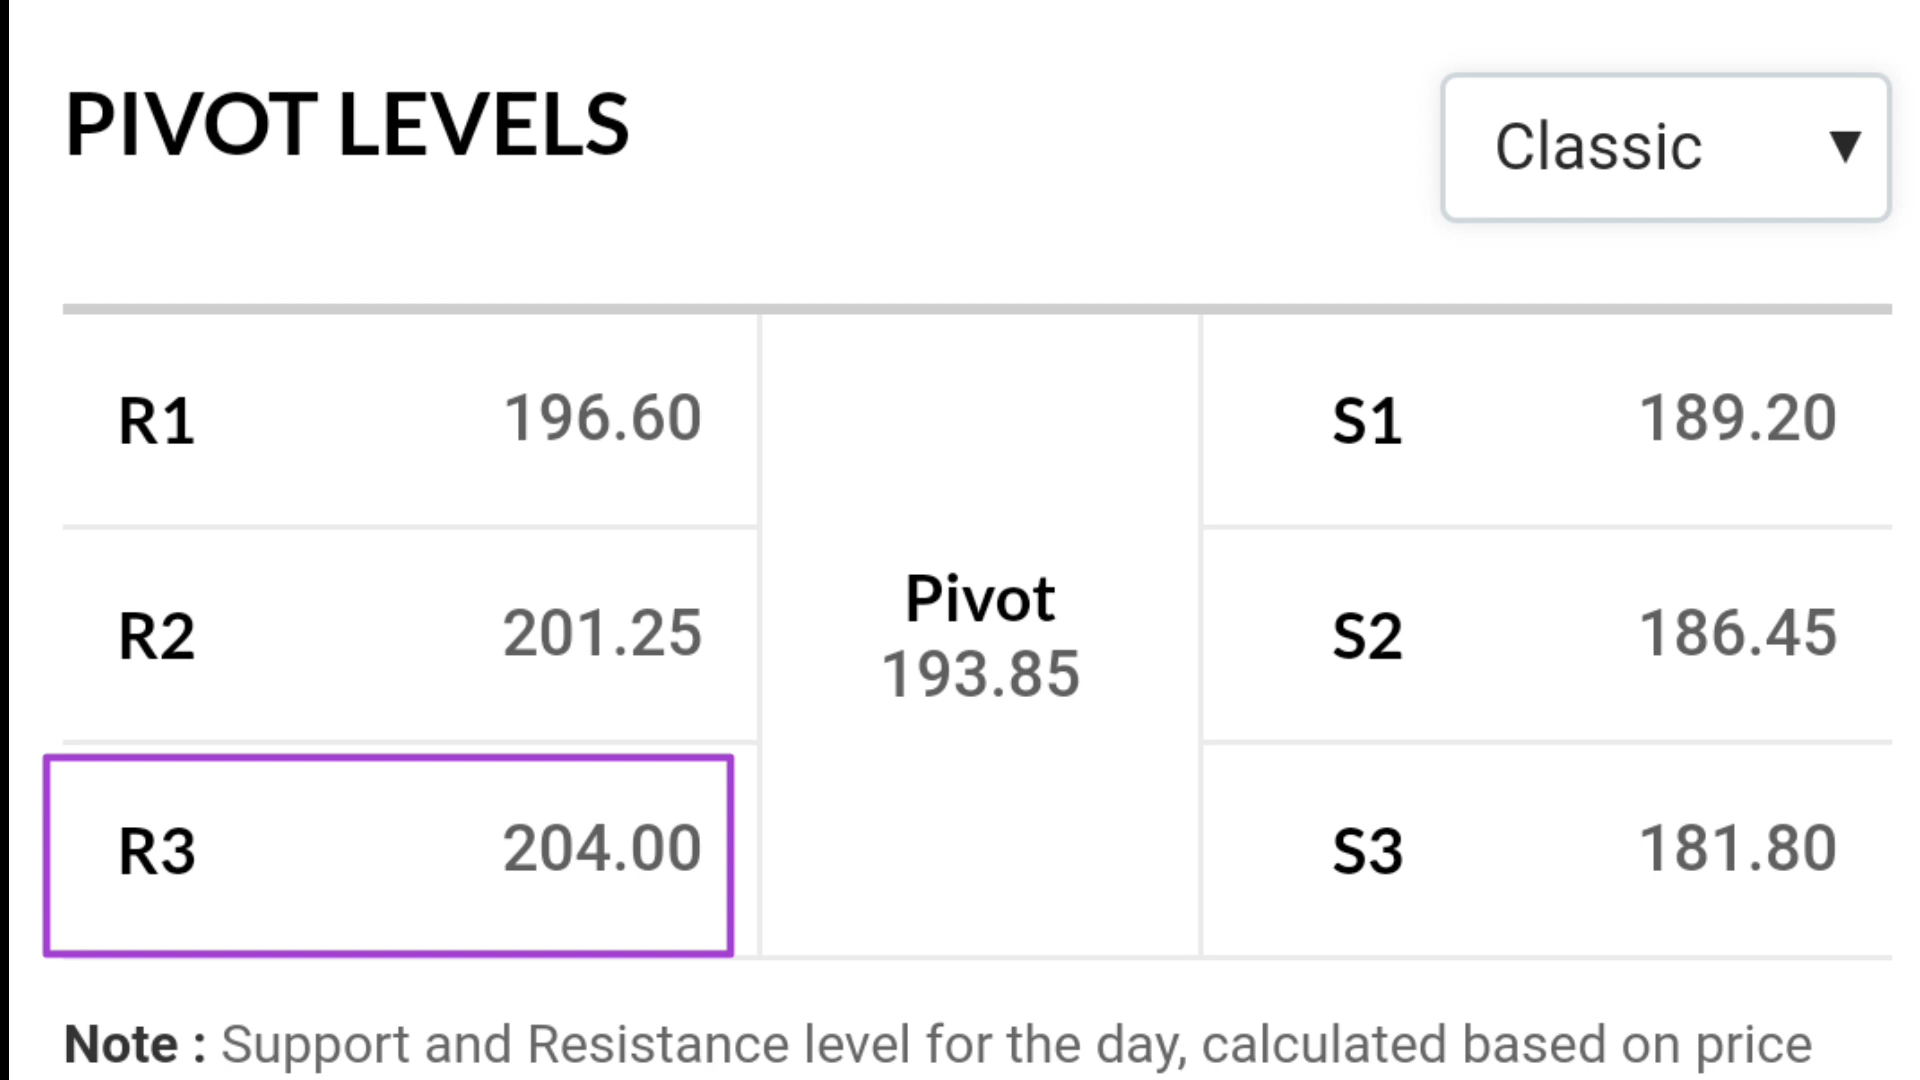 PIVOT LEVELS
Classic ▼
R1 196.60 S1 189.20
R2 201.25 S2 186.45
Pivot
193.85
R3 204.00 S3 181.80
Note : Support and Resistance level for the day, calculated based on price